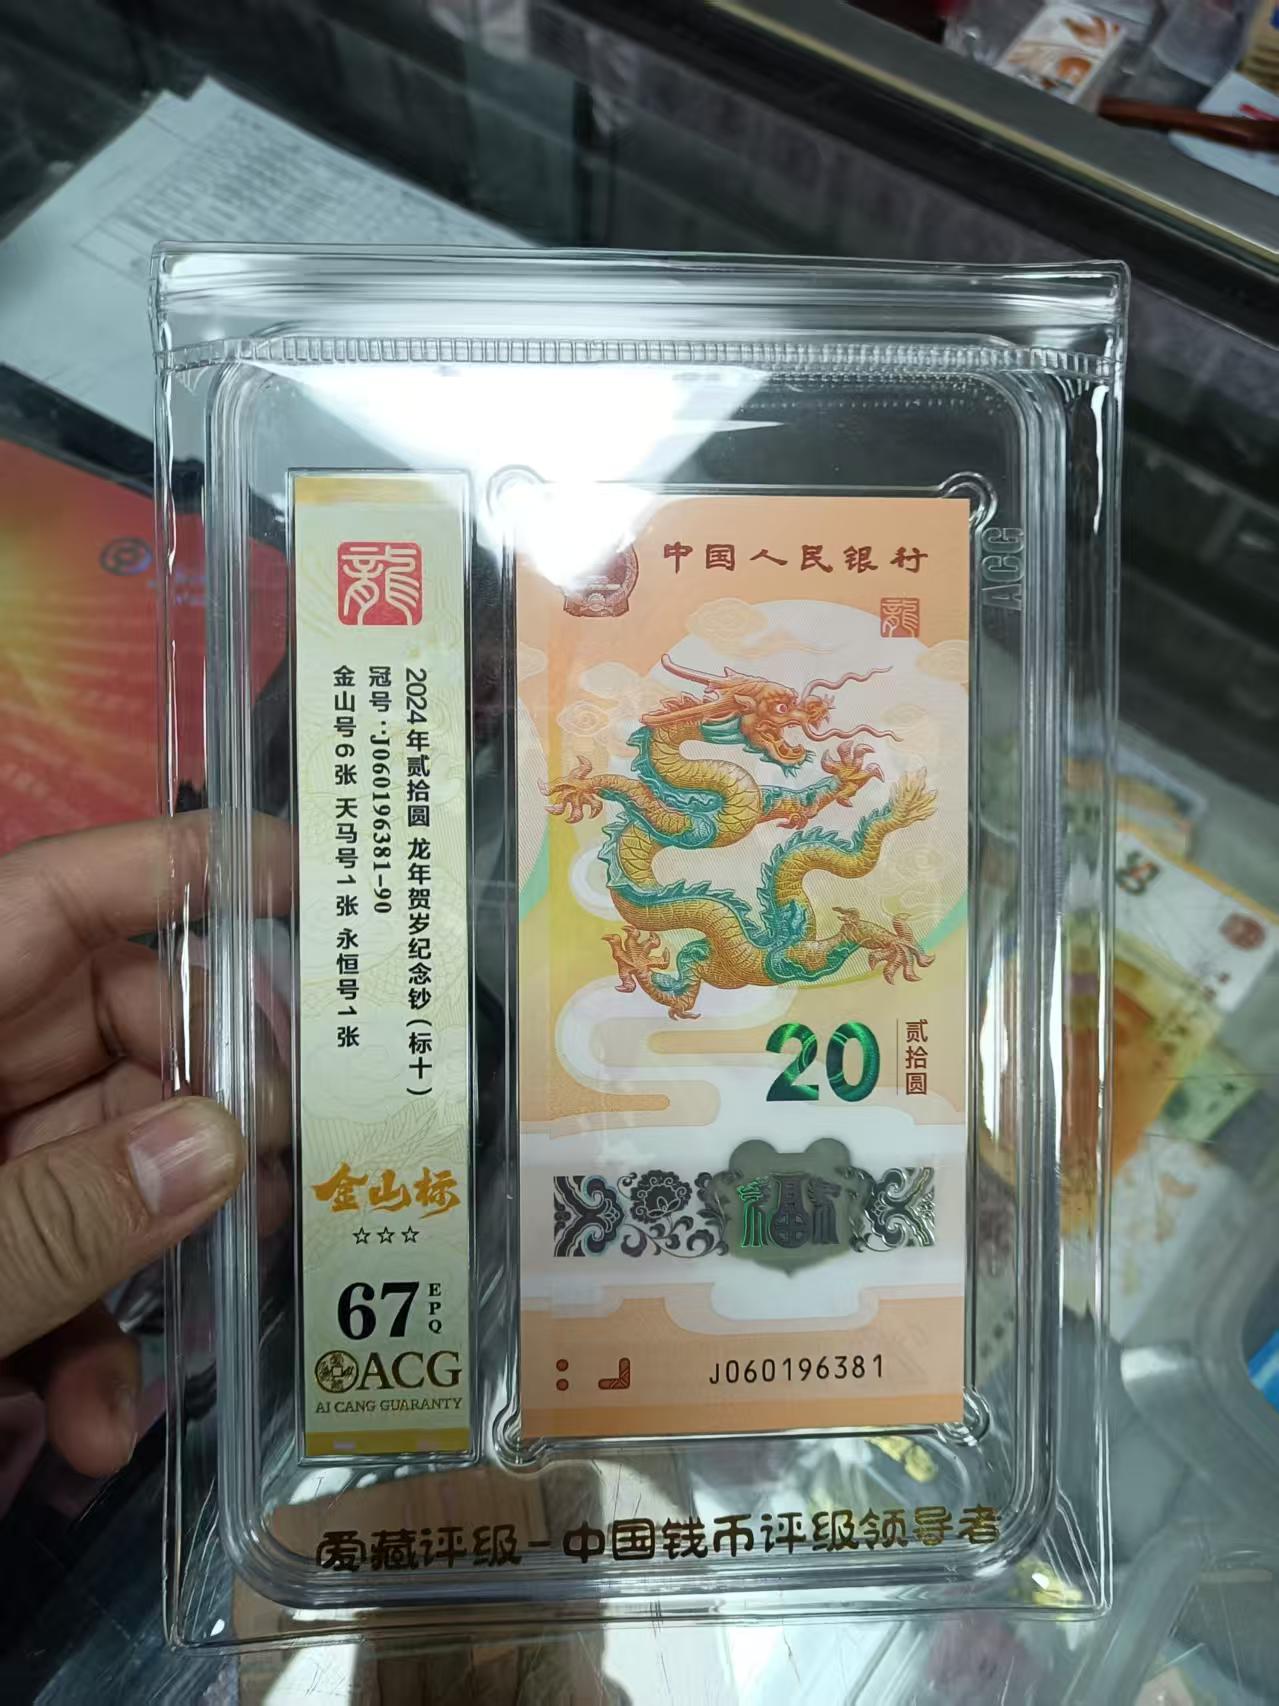 龍
2024年贰拾圆 龙年贺岁纪念钞（标十）
冠号·J060196381-90
金山号6张 天马号1张 永恒号1张
金山标
☆☆☆
67 EPQ
ACG
AI CANG GUARANTY
中国人民银行
龍
20 贰拾圆
福
J060196381
ACG
爱藏评级-中国钱币评级领导者